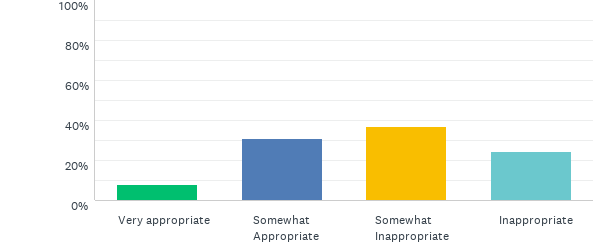 100%
80%
60%
40%
20%
0%
Very appropriate
Somewhat
Appropriate
Somewhat
Inappropriate
Inappropriate